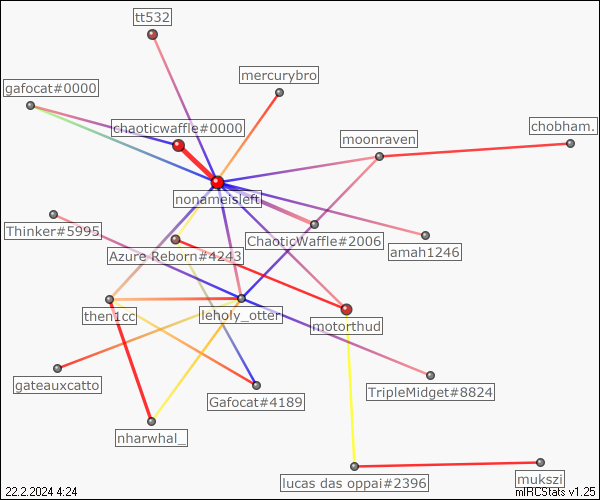 tt532
mercurybro
gafocat#0000
chaoticwaffle#0000
chobham.
moonraven
nonameisleft
Thinker#5995
ChaoticWaffle#2006
amah1246
Azure Reborn#4243
then1cc
leholy_otter
motorthud
gateauxcatto
TripleMidget#8824
Gafocat#4189
nharwhal_
lucas das oppai#2396
mukszi
22.2.2024 4:24
mIRCStats v1.25